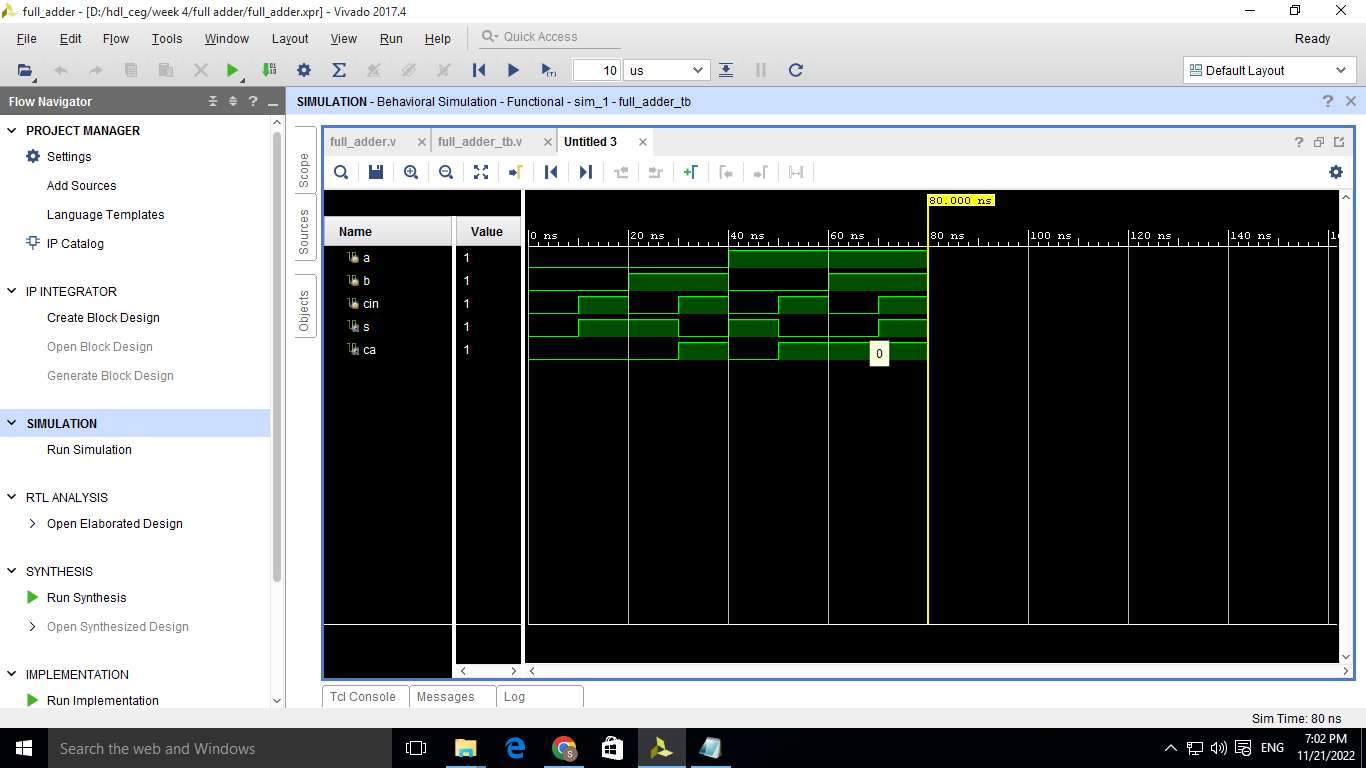 full_adder - [D:/hdl_ceg/week 4/full adder/full_adder.xpr] - Vivado 2017.4
File Edit Flow Tools Window Layout View Run Help Quick Access Ready
10 us Default Layout
Flow Navigator
SIMULATION - Behavioral Simulation - Functional - sim_1 - full_adder_tb
PROJECT MANAGER
Settings
Add Sources
Language Templates
IP Catalog
IP INTEGRATOR
Create Block Design
Open Block Design
Generate Block Design
SIMULATION
Run Simulation
RTL ANALYSIS
Open Elaborated Design
SYNTHESIS
Run Synthesis
Open Synthesized Design
IMPLEMENTATION
Run Implementation
Scope
Sources
Objects
full_adder.v full_adder_tb.v Untitled 3
80.000 ns
Name Value
0 ns 20 ns 40 ns 60 ns 80 ns 100 ns 120 ns 140 ns
a 1
b 1
cin 1
s 1
ca 1
0
Tcl Console Messages Log
Sim Time: 80 ns
Search the web and Windows
ENG
7:02 PM
11/21/2022